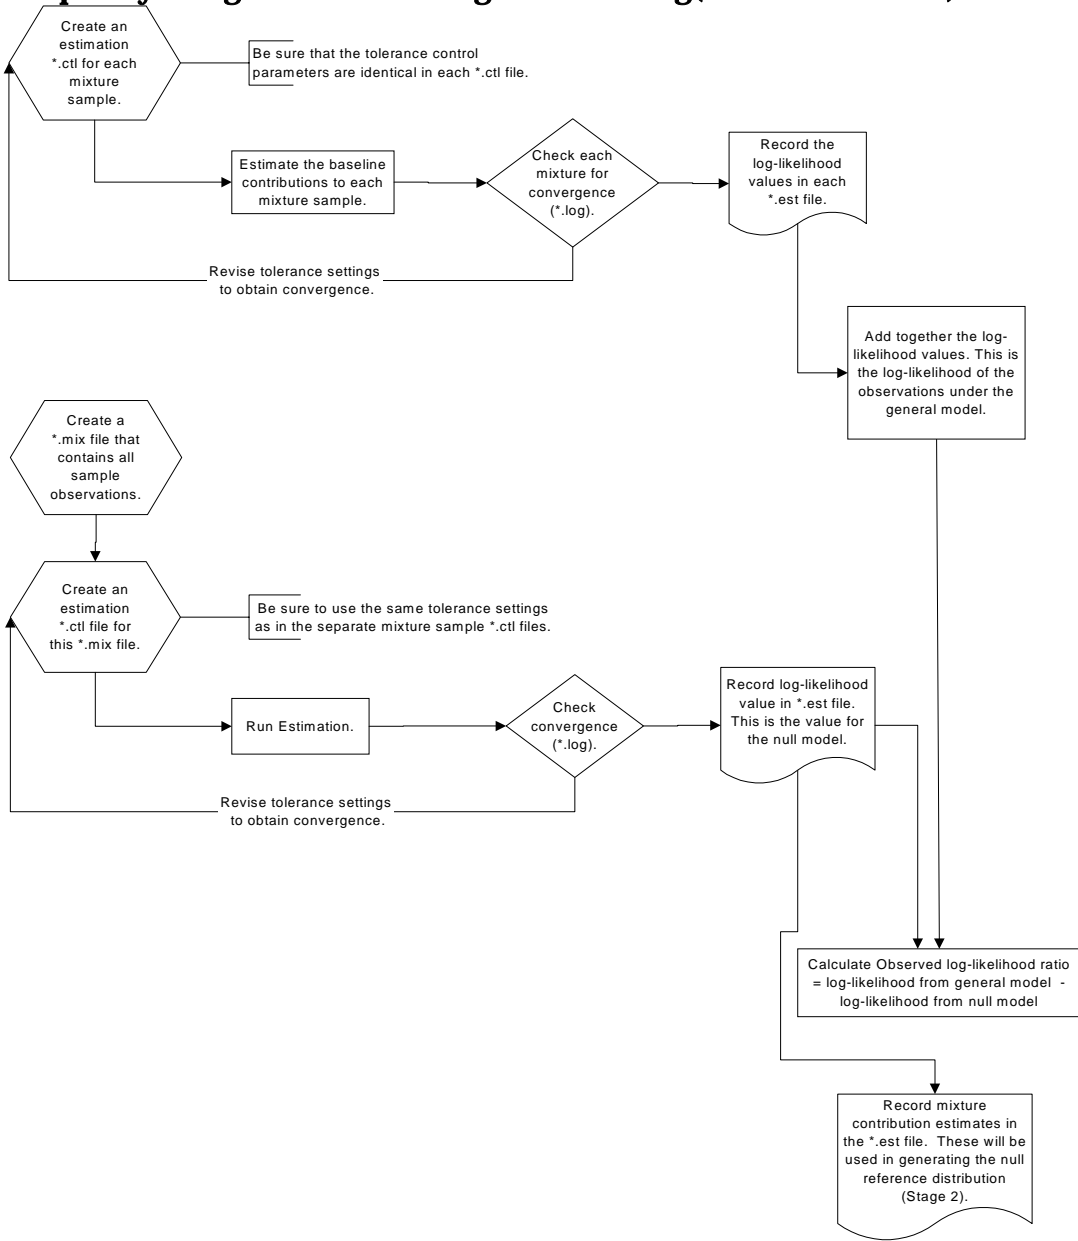 Create an
estimation
*.ctl for each
mixture
sample.
Be sure that the tolerance control
parameters are identical in each *.ctl file.
Estimate the baseline
contributions to each
mixture sample.
Check each
mixture for
convergence
(*.log).
Record the
log-likelihood
values in each
*.est file.
Revise tolerance settings
to obtain convergence.
Add together the log-
likelihood values. This is
the log-likelihood of the
observations under the
general model.
Create a
*.mix file that
contains all
sample
observations.
Create an
estimation
*.ctl file for
this *.mix file.
Be sure to use the same tolerance settings
as in the separate mixture sample *.ctl files.
Run Estimation.
Check
convergence
(*.log).
Record log-likelihood
value in *.est file.
This is the value for
the null model.
Revise tolerance settings
to obtain convergence.
Calculate Observed log-likelihood ratio
= log-likelihood from general model -
log-likelihood from null model
Record mixture
contribution estimates in
the *.est file. These will be
used in generating the null
reference distribution
(Stage 2).